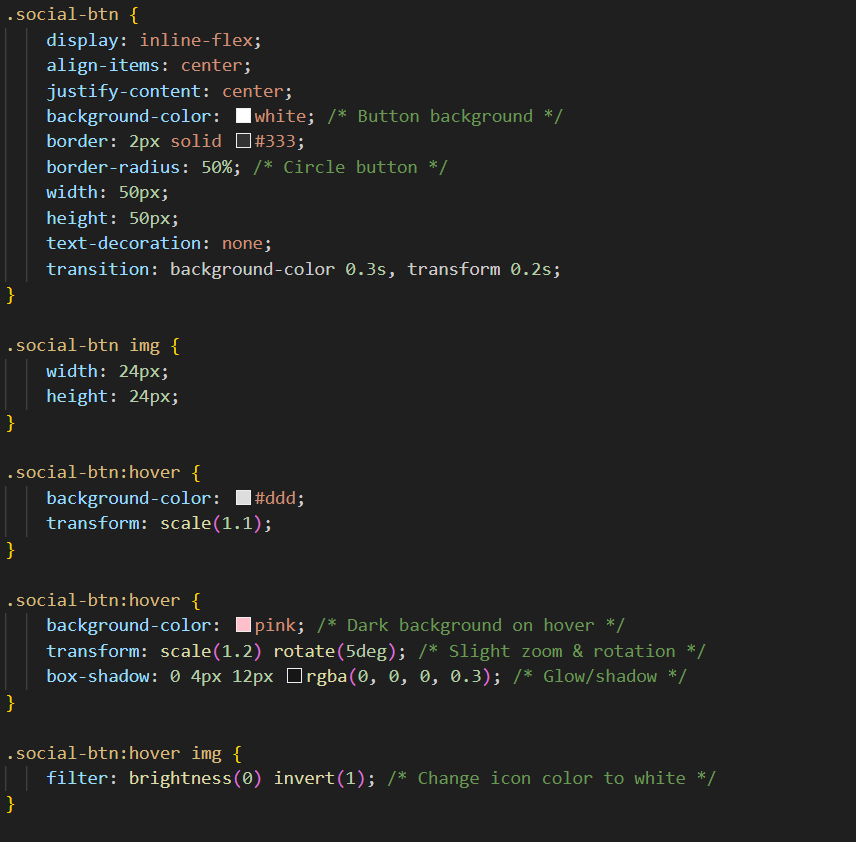 .social-btn {
    display: inline-flex;
    align-items: center;
    justify-content: center;
    background-color: white; /* Button background */
    border: 2px solid #333;
    border-radius: 50%; /* Circle button */
    width: 50px;
    height: 50px;
    text-decoration: none;
    transition: background-color 0.3s, transform 0.2s;
}

.social-btn img {
    width: 24px;
    height: 24px;
}

.social-btn:hover {
    background-color: #ddd;
    transform: scale(1.1);
}

.social-btn:hover {
    background-color: pink; /* Dark background on hover */
    transform: scale(1.2) rotate(5deg); /* Slight zoom & rotation */
    box-shadow: 0 4px 12px rgba(0, 0, 0, 0.3); /* Glow/shadow */
}

.social-btn:hover img {
    filter: brightness(0) invert(1); /* Change icon color to white */
}